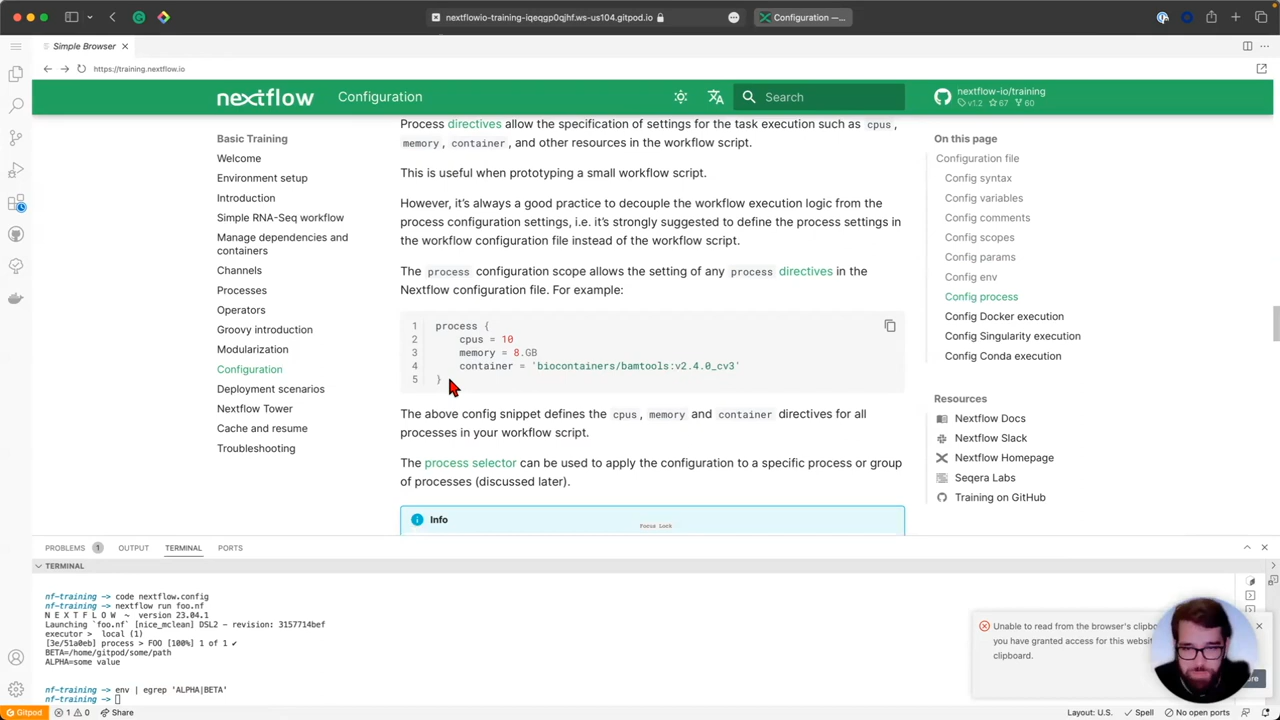 nextflowio-training-iqeqgp0qjhf.ws-us104.gitpod.io
Configuration —...
Simple Browser
https://training.nextflow.io
nextflow
Configuration
Search
nextflow-io/training
v1.2 67 60
Basic Training
Welcome
Environment setup
Introduction
Simple RNA-Seq workflow
Manage dependencies and
containers
Channels
Processes
Operators
Groovy introduction
Modularization
Configuration
Deployment scenarios
Nextflow Tower
Cache and resume
Troubleshooting
Process directives allow the specification of settings for the task execution such as cpus,
memory, container, and other resources in the workflow script.
This is useful when prototyping a small workflow script.
However, it's always a good practice to decouple the workflow execution logic from the
process configuration settings, i.e. it's strongly suggested to define the process settings in
the workflow configuration file instead of the workflow script.
The process configuration scope allows the setting of any process directives in the
Nextflow configuration file. For example:
1 process {
2 cpus = 10
3 memory = 8.GB
4 container = 'biocontainers/bamtools:v2.4.0_cv3'
5 }
The above config snippet defines the cpus, memory and container directives for all
processes in your workflow script.
The process selector can be used to apply the configuration to a specific process or group
of processes (discussed later).
Info
Focus Lock
On this page
Configuration file
Config syntax
Config variables
Config comments
Config scopes
Config params
Config env
Config process
Config Docker execution
Config Singularity execution
Config Conda execution
Resources
Nextflow Docs
Nextflow Slack
Nextflow Homepage
Seqera Labs
Training on GitHub
PROBLEMS 1 OUTPUT TERMINAL PORTS
TERMINAL
nf-training -> code nextflow.config
nf-training -> nextflow run foo.nf
N E X T F L O W ~ version 23.04.1
Launching `foo.nf` [nice_mclean] DSL2 - revision: 3157714bef
executor > local (1)
[3e/51a0eb] process > FOO [100%] 1 of 1 ✔
BETA=/home/gitpod/some/path
ALPHA=some value
nf-training -> env | egrep 'ALPHA|BETA'
nf-training ->
Unable to read from the browser's clipb
you have granted access for this websit
clipboard.
Gitpod
1 0
Share
Layout: U.S.
Spell
No open ports